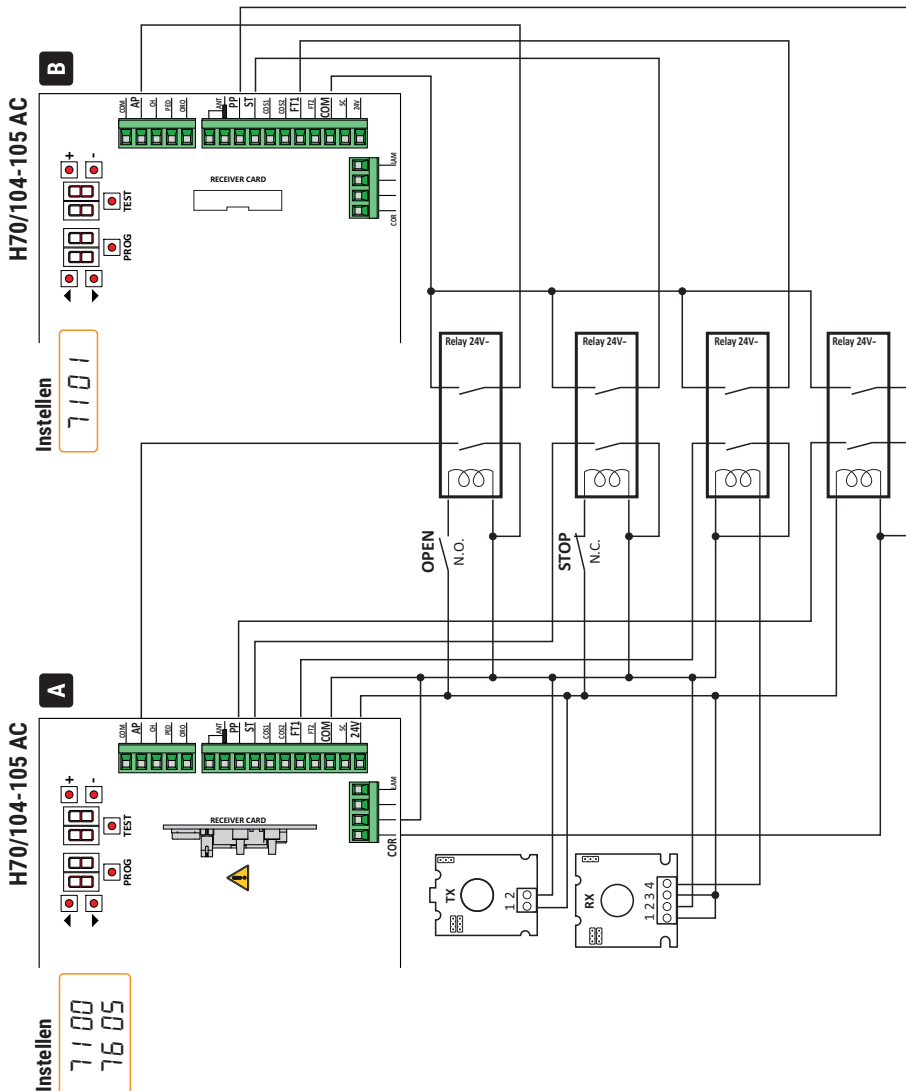 H70/104-105 AC
B
Instellen
7101
+
-
PROG
TEST
RECEIVER CARD
COM
AP
CH
PED
ORO
ANT
PP
ST
COS1
COS2
FT1
FT2
COM
SC
24V
COR
LAM
Relay 24V~
Relay 24V~
Relay 24V~
Relay 24V~
OPEN
N.O.
STOP
N.C.
H70/104-105 AC
A
Instellen
7100
7605
+
-
PROG
TEST
RECEIVER CARD
COM
AP
CH
PED
ORO
ANT
PP
ST
COS1
COS2
FT1
FT2
COM
SC
24V
COR
LAM
TX
1 2
RX
1 2 3 4